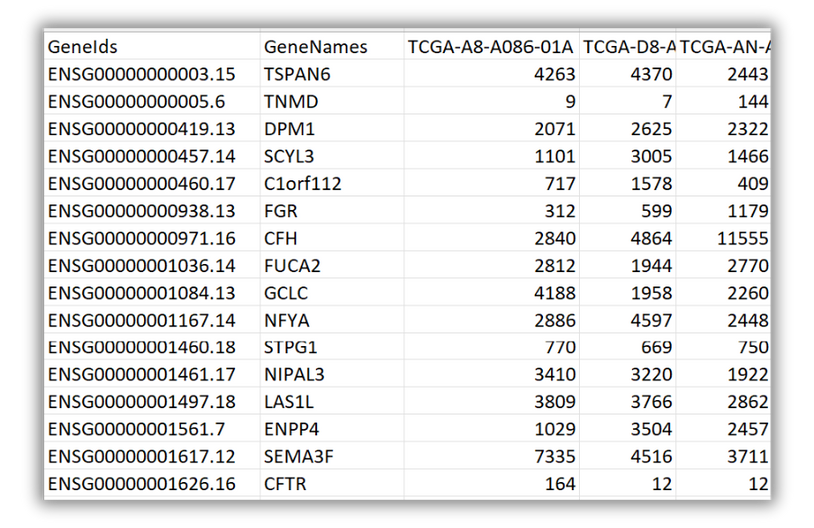 GeneIds GeneNames TCGA-A8-A086-01A TCGA-D8-A TCGA-AN-A
ENSG00000000003.15 TSPAN6 4263 4370 2443
ENSG00000000005.6 TNMD 9 7 144
ENSG00000000419.13 DPM1 2071 2625 2322
ENSG00000000457.14 SCYL3 1101 3005 1466
ENSG00000000460.17 C1orf112 717 1578 409
ENSG00000000938.13 FGR 312 599 1179
ENSG00000000971.16 CFH 2840 4864 11555
ENSG00000001036.14 FUCA2 2812 1944 2770
ENSG00000001084.13 GCLC 4188 1958 2260
ENSG00000001167.14 NFYA 2886 4597 2448
ENSG00000001460.18 STPG1 770 669 750
ENSG00000001461.17 NIPAL3 3410 3220 1922
ENSG00000001497.18 LAS1L 3809 3766 2862
ENSG00000001561.7 ENPP4 1029 3504 2457
ENSG00000001617.12 SEMA3F 7335 4516 3711
ENSG00000001626.16 CFTR 164 12 12